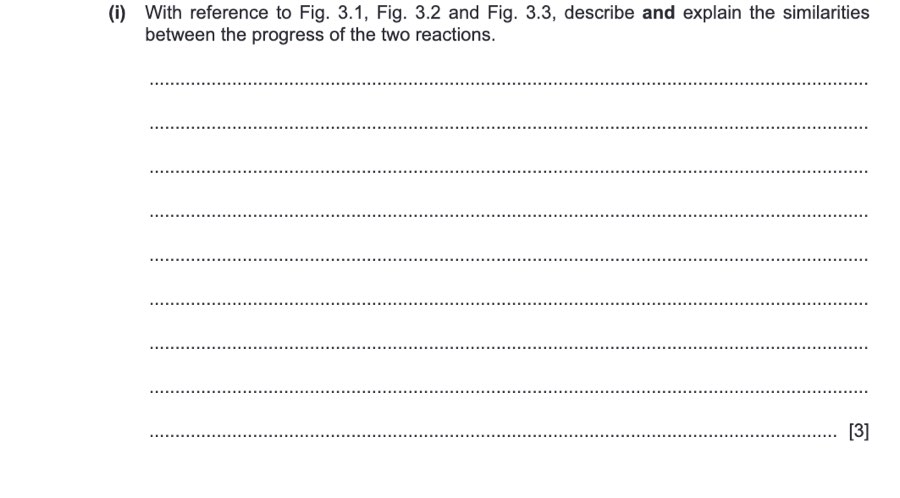 (i) With reference to Fig. 3.1, Fig. 3.2 and Fig. 3.3, describe and explain the similarities
between the progress of the two reactions.
[3]